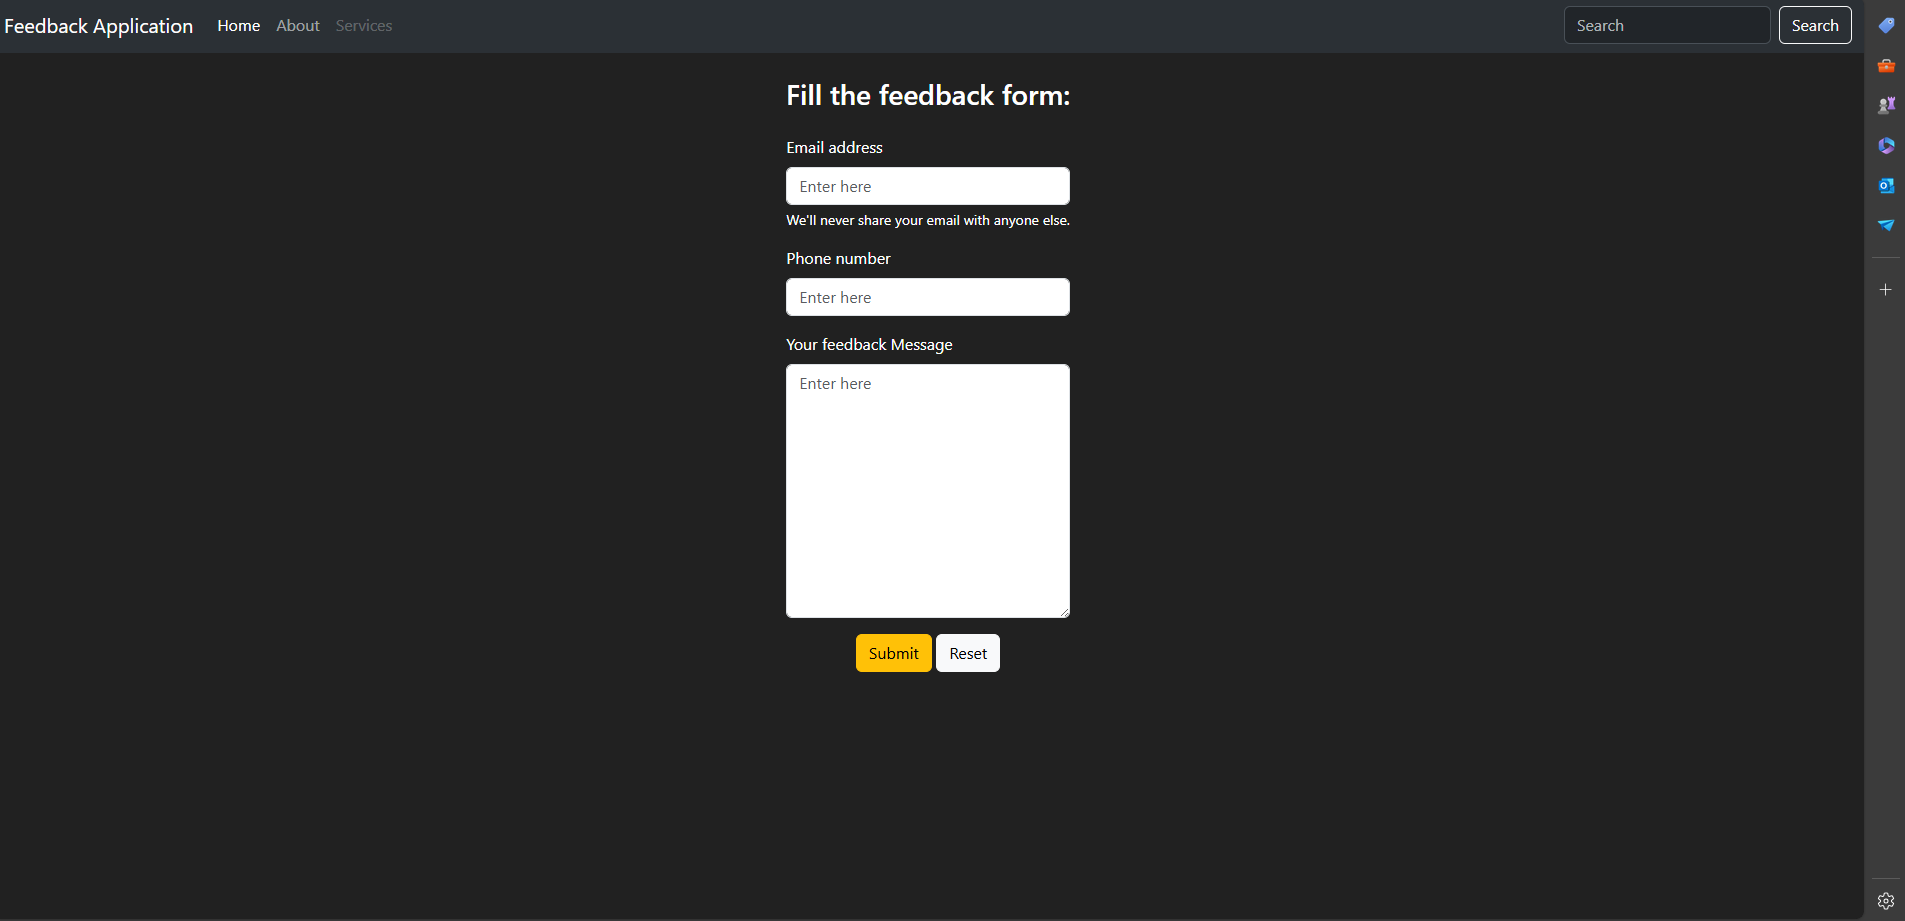 Feedback Application Home About Services Search Search
Fill the feedback form:
Email address
Enter here
We'll never share your email with anyone else.
Phone number
Enter here
Your feedback Message
Enter here
Submit Reset